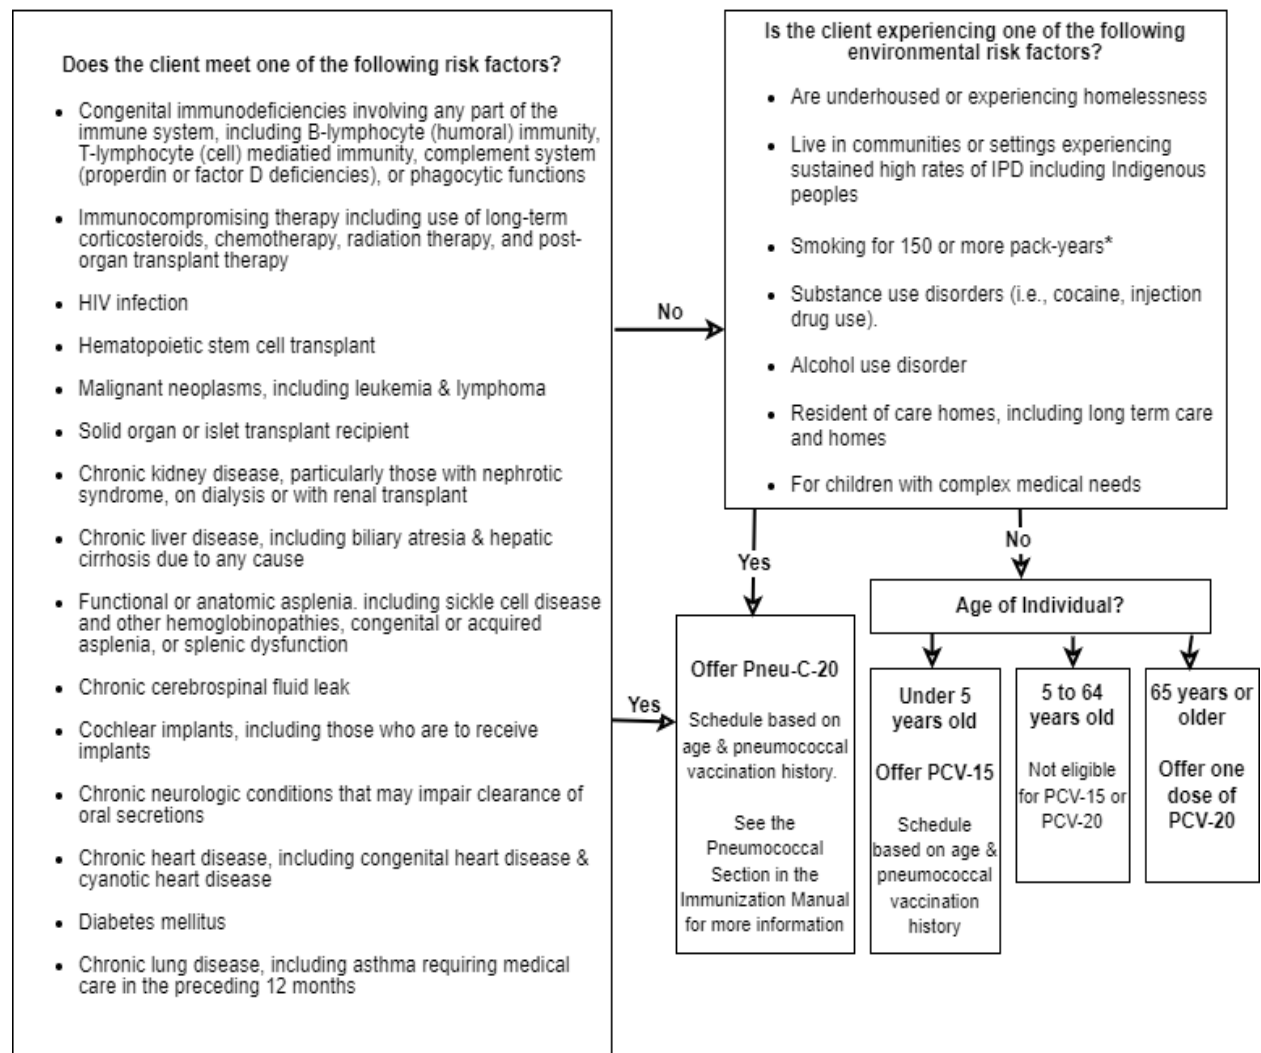 Does the client meet one of the following risk factors?
• Congenital immunodeficiencies involving any part of the
immune system, including B-lymphocyte (humoral) immunity,
T-lymphocyte (cell) mediatied immunity, complement system
(properdin or factor D deficiencies), or phagocytic functions
• Immunocompromising therapy including use of long-term
corticosteroids, chemotherapy, radiation therapy, and post-
organ transplant therapy
• HIV infection
• Hematopoietic stem cell transplant
• Malignant neoplasms, including leukemia & lymphoma
• Solid organ or islet transplant recipient
• Chronic kidney disease, particularly those with nephrotic
syndrome, on dialysis or with renal transplant
• Chronic liver disease, including biliary atresia & hepatic
cirrhosis due to any cause
• Functional or anatomic asplenia. including sickle cell disease
and other hemoglobinopathies, congenital or acquired
asplenia, or splenic dysfunction
• Chronic cerebrospinal fluid leak
• Cochlear implants, including those who are to receive
implants
• Chronic neurologic conditions that may impair clearance of
oral secretions
• Chronic heart disease, including congenital heart disease &
cyanotic heart disease
• Diabetes mellitus
• Chronic lung disease, including asthma requiring medical
care in the preceding 12 months
No
Yes
Is the client experiencing one of the following
environmental risk factors?
• Are underhoused or experiencing homelessness
• Live in communities or settings experiencing
sustained high rates of IPD including Indigenous
peoples
• Smoking for 150 or more pack-years*
• Substance use disorders (i.e., cocaine, injection
drug use).
• Alcohol use disorder
• Resident of care homes, including long term care
and homes
• For children with complex medical needs
Yes
No
Offer Pneu-C-20
Schedule based on
age & pneumococcal
vaccination history.
See the
Pneumococcal
Section in the
Immunization Manual
for more information
Age of Individual?
Under 5
years old
Offer PCV-15
Schedule
based on age &
pneumococcal
vaccination
history
5 to 64
years old
Not eligible
for PCV-15 or
PCV-20
65 years or
older
Offer one
dose of
PCV-20